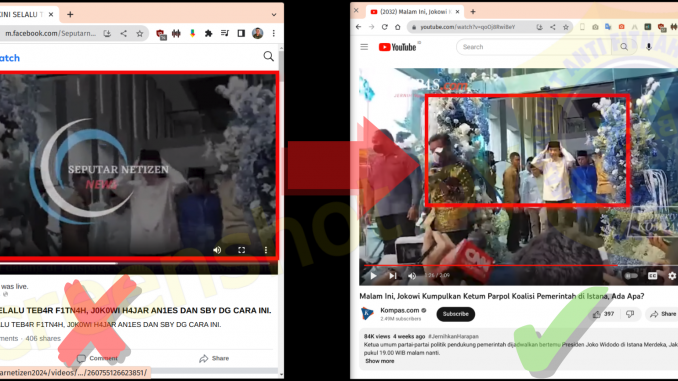 KINI SELALU T
m.facebook.com/Seputarn...
atch
SEPUTAR NETIZEN
NEWS
was live.
SELALU TEB4R F1TN4H, J0K0W1 H4JAR AN1ES DAN SBY DG CARA INI.
ALU TEB4R F1TN4H, J0K0W1 H4JAR AN1ES DAN SBY DG CARA INI.
ments · 406 shares
Comment
Share
arnetizen2024/videos/.../260755126623851/
(2032) Malam Ini, Jokowi K
youtube.com/watch?v=
YouTube
Search
Malam Ini, Jokowi Kumpulkan Ketum Parpol Koalisi Pemerintah di Istana, Ada Apa?
Kompas.com
2.49M subscribers
Subscribe
397
Share
84K views 4 weeks ago #JernihkanHarapan
Ketua umum partai-partai politik pendukung pemerintah dijadwalkan bertemu Presiden Joko Widodo di Istana Merdeka, Jak
pukul 19.00 WIB malam nanti.
Show more